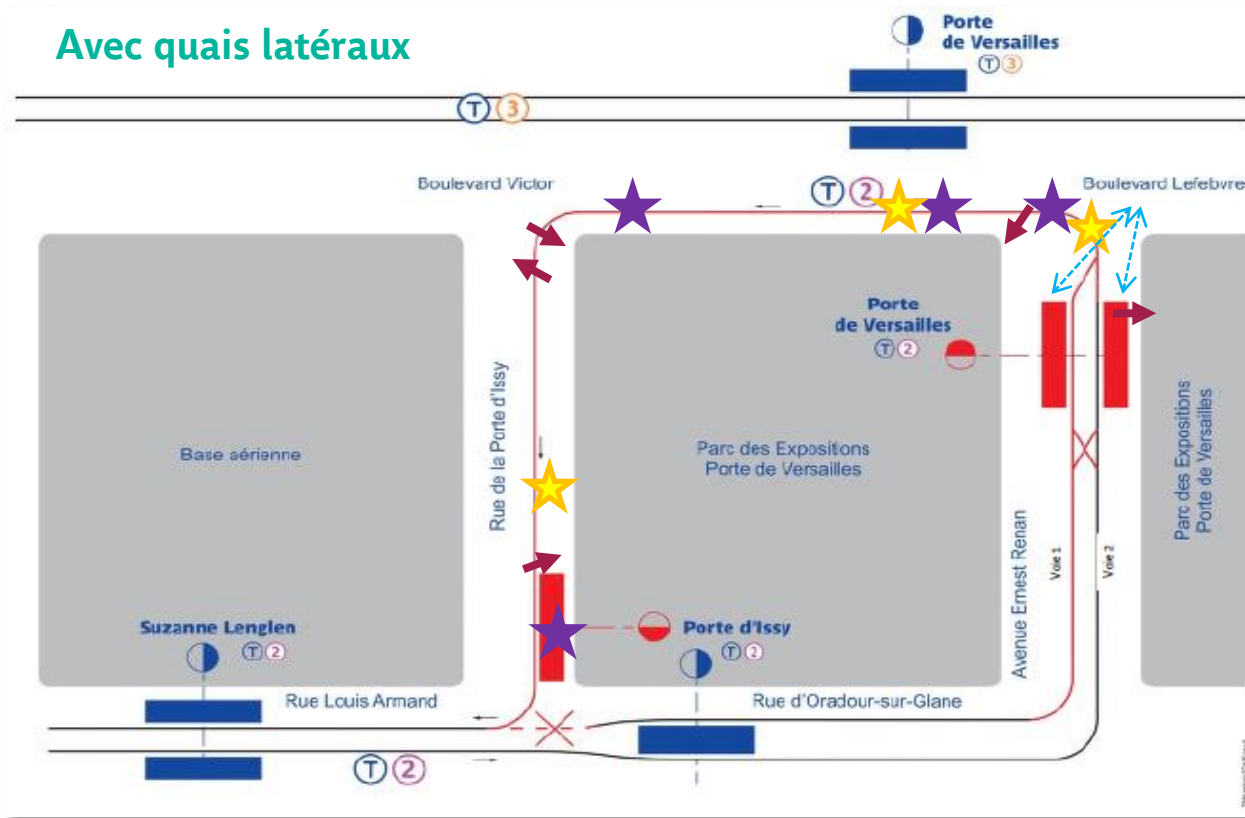 Avec quais latéraux
Porte
de Versailles
T 3
T 3
Boulevard Victor
T 2
Boulevard Lefebvre
Porte
de Versailles
T 2
Rue de la Porte d'Issy
Base aérienne
Parc des Expositions
Porte de Versailles
Parc des Expositions
Porte de Versailles
Avenue Ernest Renan
Voie 1
Voie 2
Suzanne Lenglen
T 2
Porte d'Issy
T 2
Rue Louis Armand
Rue d'Oradour-sur-Glane
T 2